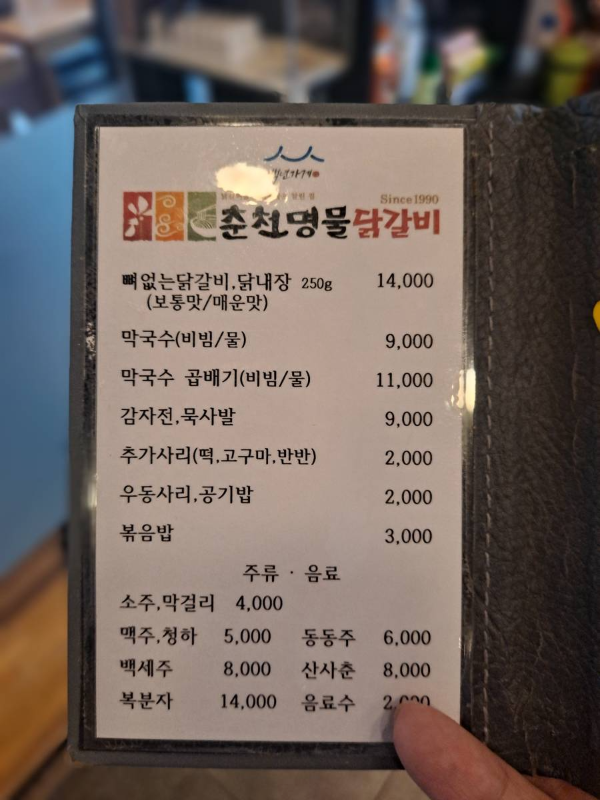 Since1990
춘천명물닭갈비
뼈없는닭갈비.닭내장 250g 14,000
(보통맛/매운맛)
막국수(비빔/물) 9,000
막국수 곱배기(비빔/물) 11,000
감자전.묵사발 9,000
추가사리(떡.고구마.반반) 2,000
우동사리.공기밥 2,000
볶음밥 3,000
주류 · 음료
소주,막걸리 4,000
맥주,청하 5,000 동동주 6,000
백세주 8,000 산사춘 8,000
복분자 14,000 음료수